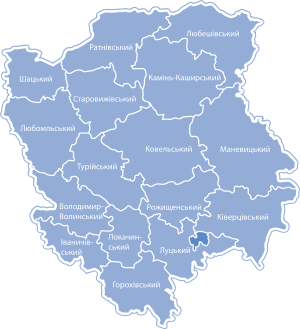 Любешівський
Ратнівський
Шацький
Камінь-Каширський
Старовижівський
Любомльський
Ковельський
Маневицький
Турійський
Володимир-
Волинський
Рожищенський
Ківерцівський
Іваничів-
ський
Локачин-
ський
Луцький
Горохівський